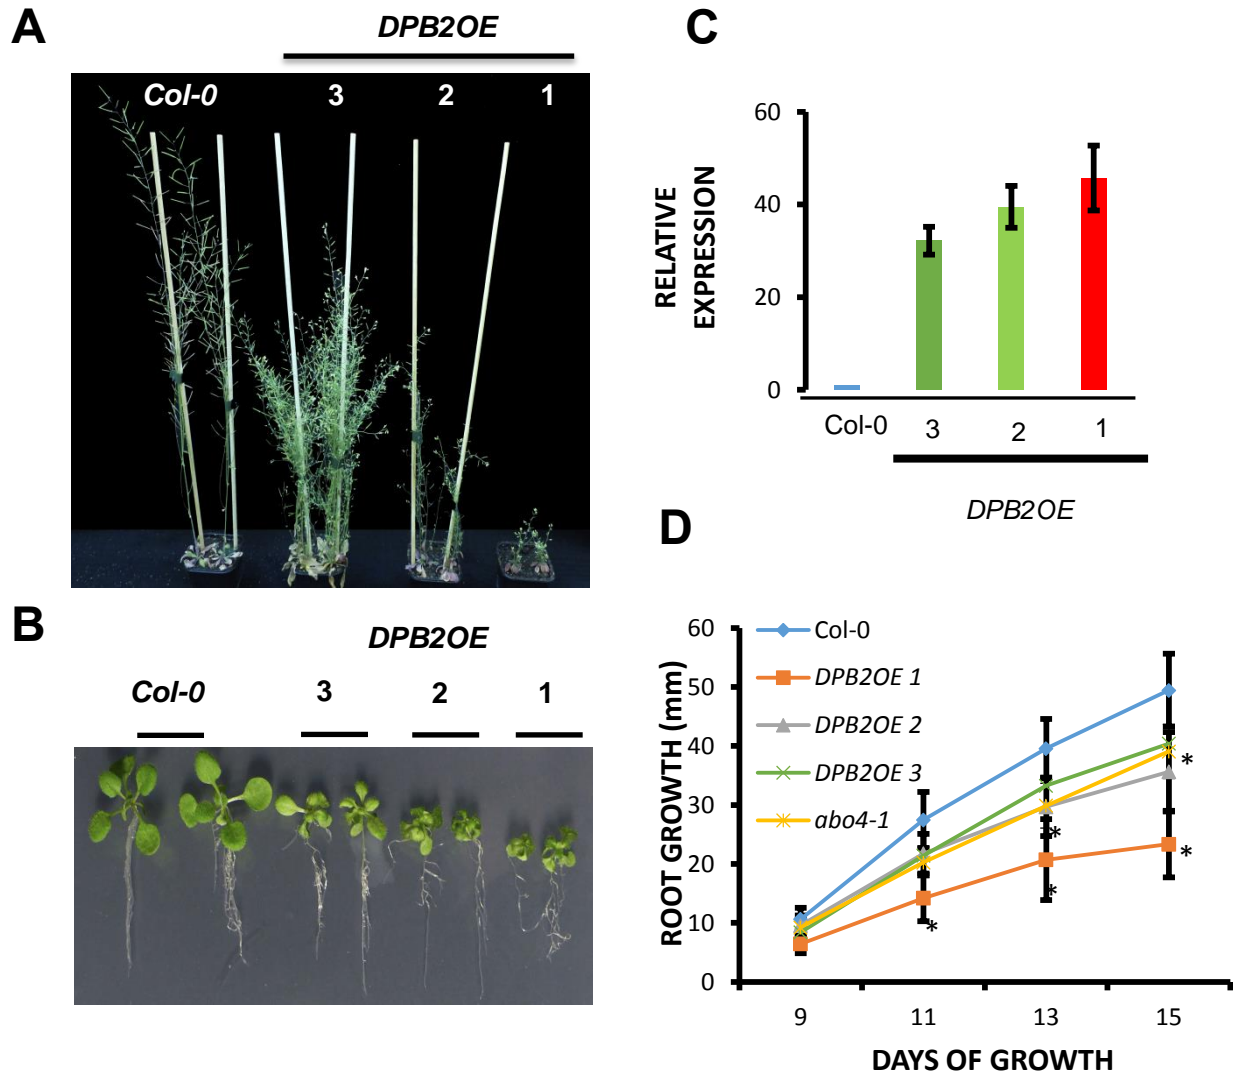 A
DPB2OE
Col-0 3 2 1
B
DPB2OE
Col-0 3 2 1
C
RELATIVE
EXPRESSION
60
40
20
0
Col-0 3 2 1
DPB2OE
D
ROOT GROWTH (mm)
60
50
40
30
20
10
0
Col-0
DPB2OE 1
DPB2OE 2
DPB2OE 3
abo4-1
*
*
*
*
*
9 11 13 15
DAYS OF GROWTH